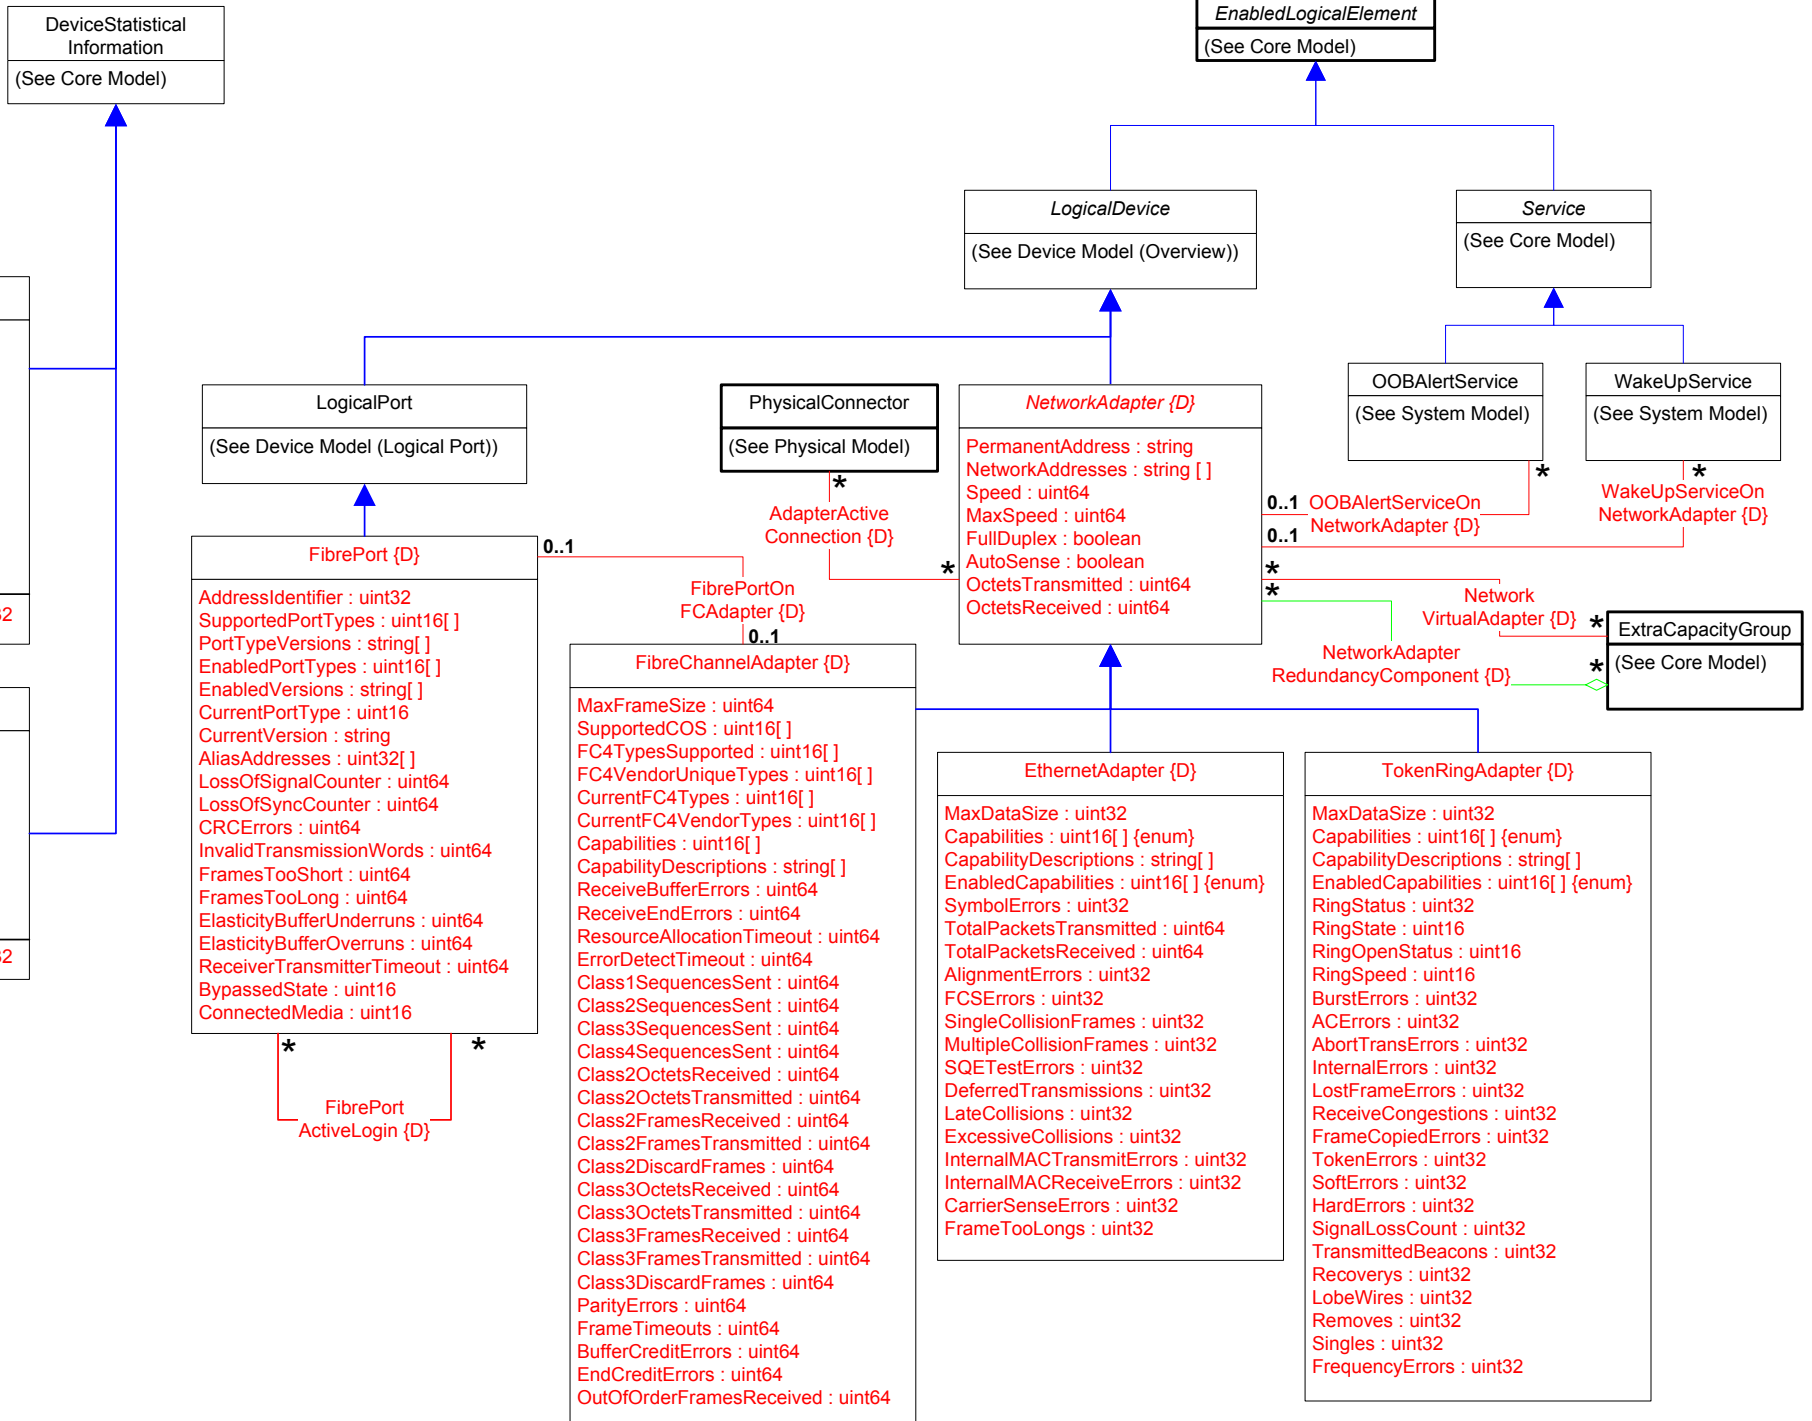 DeviceStatistical
Information
(See Core Model)
EnabledLogicalElement
(See Core Model)
LogicalDevice
(See Device Model (Overview))
Service
(See Core Model)
OOBAlertService
(See System Model)
WakeUpService
(See System Model)
LogicalPort
(See Device Model (Logical Port))
PhysicalConnector
(See Physical Model)
*
AdapterActive
Connection {D}
*
NetworkAdapter {D}
PermanentAddress : string
NetworkAddresses : string [ ]
Speed : uint64
MaxSpeed : uint64
FullDuplex : boolean
AutoSense : boolean
OctetsTransmitted : uint64
OctetsReceived : uint64
*
0..1
OOBAlertServiceOn
NetworkAdapter {D}
*
WakeUpServiceOn
NetworkAdapter {D}
0..1
*
Network
VirtualAdapter {D}
*
*
NetworkAdapter
RedundancyComponent {D}
*
ExtraCapacityGroup
(See Core Model)
FibrePort {D}
AddressIdentifier : uint32
SupportedPortTypes : uint16[ ]
PortTypeVersions : string[ ]
EnabledPortTypes : uint16[ ]
EnabledVersions : string[ ]
CurrentPortType : uint16
CurrentVersion : string
AliasAddresses : uint32[ ]
LossOfSignalCounter : uint64
LossOfSyncCounter : uint64
CRCErrors : uint64
InvalidTransmissionWords : uint64
FramesTooShort : uint64
FramesTooLong : uint64
ElasticityBufferUnderruns : uint64
ElasticityBufferOverruns : uint64
ReceiverTransmitterTimeout : uint64
BypassedState : uint16
ConnectedMedia : uint16
*
*
FibrePort
ActiveLogin {D}
0..1
FibrePortOn
FCAdapter {D}
0..1
FibreChannelAdapter {D}
MaxFrameSize : uint64
SupportedCOS : uint16[ ]
FC4TypesSupported : uint16[ ]
FC4VendorUniqueTypes : uint16[ ]
CurrentFC4Types : uint16[ ]
CurrentFC4VendorTypes : uint16[ ]
Capabilities : uint16[ ]
CapabilityDescriptions : string[ ]
ReceiveBufferErrors : uint64
ReceiveEndErrors : uint64
ResourceAllocationTimeout : uint64
ErrorDetectTimeout : uint64
Class1SequencesSent : uint64
Class2SequencesSent : uint64
Class3SequencesSent : uint64
Class4SequencesSent : uint64
Class2OctetsReceived : uint64
Class2OctetsTransmitted : uint64
Class2FramesReceived : uint64
Class2FramesTransmitted : uint64
Class2DiscardFrames : uint64
Class3OctetsReceived : uint64
Class3OctetsTransmitted : uint64
Class3FramesReceived : uint64
Class3FramesTransmitted : uint64
Class3DiscardFrames : uint64
ParityErrors : uint64
FrameTimeouts : uint64
BufferCreditErrors : uint64
EndCreditErrors : uint64
OutOfOrderFramesReceived : uint64
EthernetAdapter {D}
MaxDataSize : uint32
Capabilities : uint16[ ] {enum}
CapabilityDescriptions : string[ ]
EnabledCapabilities : uint16[ ] {enum}
SymbolErrors : uint32
TotalPacketsTransmitted : uint64
TotalPacketsReceived : uint64
AlignmentErrors : uint32
FCSErrors : uint32
SingleCollisionFrames : uint32
MultipleCollisionFrames : uint32
SQETestErrors : uint32
DeferredTransmissions : uint32
LateCollisions : uint32
ExcessiveCollisions : uint32
InternalMACTransmitErrors : uint32
InternalMACReceiveErrors : uint32
CarrierSenseErrors : uint32
FrameTooLongs : uint32
TokenRingAdapter {D}
MaxDataSize : uint32
Capabilities : uint16[ ] {enum}
CapabilityDescriptions : string[ ]
EnabledCapabilities : uint16[ ] {enum}
RingStatus : uint32
RingState : uint16
RingOpenStatus : uint16
RingSpeed : uint16
BurstErrors : uint32
ACErrors : uint32
AbortTransErrors : uint32
InternalErrors : uint32
LostFrameErrors : uint32
ReceiveCongestions : uint32
FrameCopiedErrors : uint32
TokenErrors : uint32
SoftErrors : uint32
HardErrors : uint32
SignalLossCount : uint32
TransmittedBeacons : uint32
Recoverys : uint32
LobeWires : uint32
Removes : uint32
Singles : uint32
FrequencyErrors : uint32